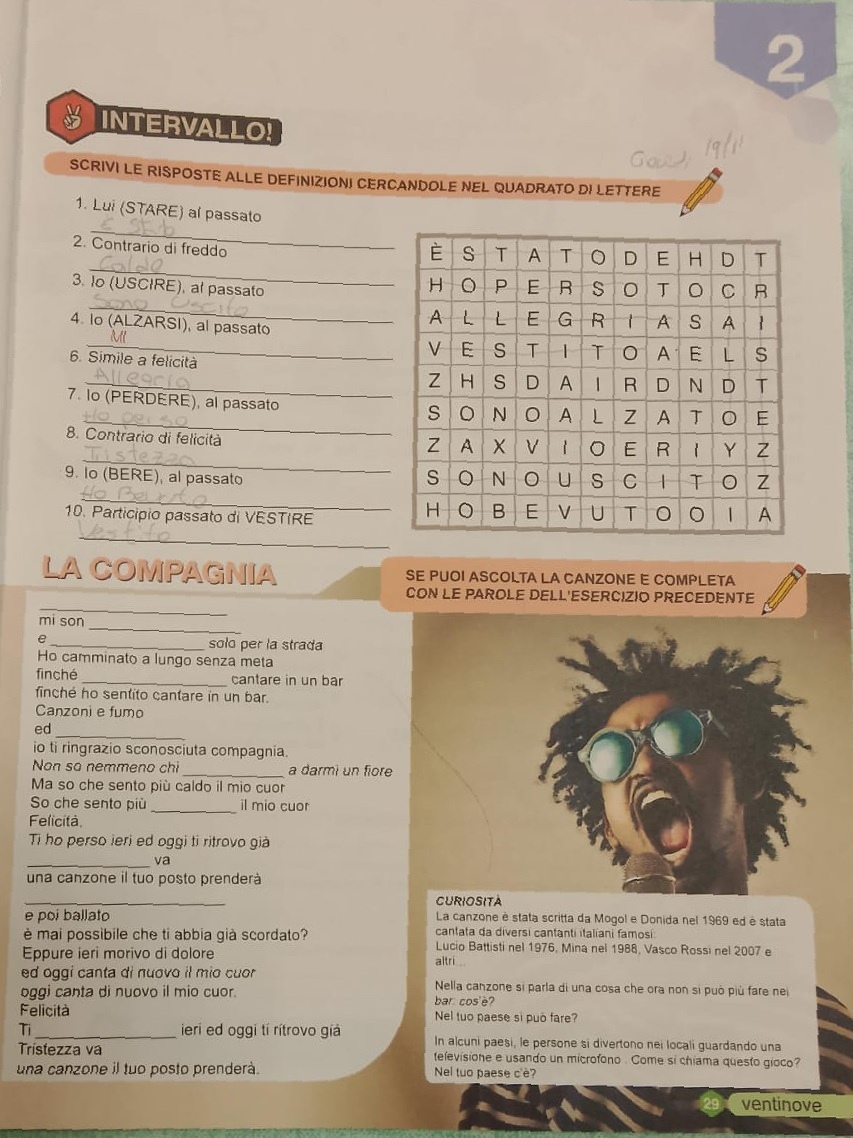 2
INTERVALLO!
19/11
SCRIVI LE RISPOSTE ALLE DEFINIZIONI CERCANDOLE NEL QUADRATO DI LETTERE
1. Lui (STARE) al passato
È Stato
2. Contrario di freddo
Caldo
3. Io (USCIRE), al passato
Sono Uscito
4. Io (ALZARSI), al passato
MI
6. Simile a felicità
Allegria
7. Io (PERDERE), al passato
Ho perso
8. Contrario di felicità
Tristezza
9. Io (BERE), al passato
Ho
10. Participio passato di VESTIRE
Vestito
È S T A T O D E H D T
H O P E R S O T O C R
A L L E G R I A S A I
V E S T I T O A E L S
Z H S D A I R D N D T
S O N O A L Z A T O E
Z A X V I O E R I Y Z
S O N O U S C I T O Z
H O B E V U T O O I A
LA COMPAGNIA
SE PUOI ASCOLTA LA CANZONE E COMPLETA
CON LE PAROLE DELL'ESERCIZIO PRECEDENTE
mi son
e solo per la strada
Ho camminato a lungo senza meta
finché cantare in un bar
finché ho sentito cantare in un bar.
Canzoni e fumo
ed
io ti ringrazio sconosciuta compagnia.
Non so nemmeno chi a darmi un fiore
Ma so che sento più caldo il mio cuor
So che sento più il mio cuor
Felicità.
Ti ho perso ieri ed oggi ti ritrovo già
va
una canzone il tuo posto prenderà
e poi ballato
è mai possibile che ti abbia già scordato?
Eppure ieri morivo di dolore
ed oggi canta di nuovo il mio cuor
oggi canta di nuovo il mio cuor.
Felicità
Ti ieri ed oggi ti ritrovo già
Tristezza va
una canzone il tuo posto prenderà.
CURIOSITÀ
La canzone è stata scritta da Mogol e Donida nel 1969 ed è stata
cantata da diversi cantanti italiani famosi:
Lucio Battisti nel 1976, Mina nel 1988, Vasco Rossi nel 2007 e
altri...
Nella canzone si parla di una cosa che ora non si può più fare nei
bar: cos'è?
Nel tuo paese si può fare?
In alcuni paesi, le persone si divertono nei locali guardando una
televisione e usando un microfono. Come si chiama questo gioco?
Nel tuo paese c'è?
29 ventinove